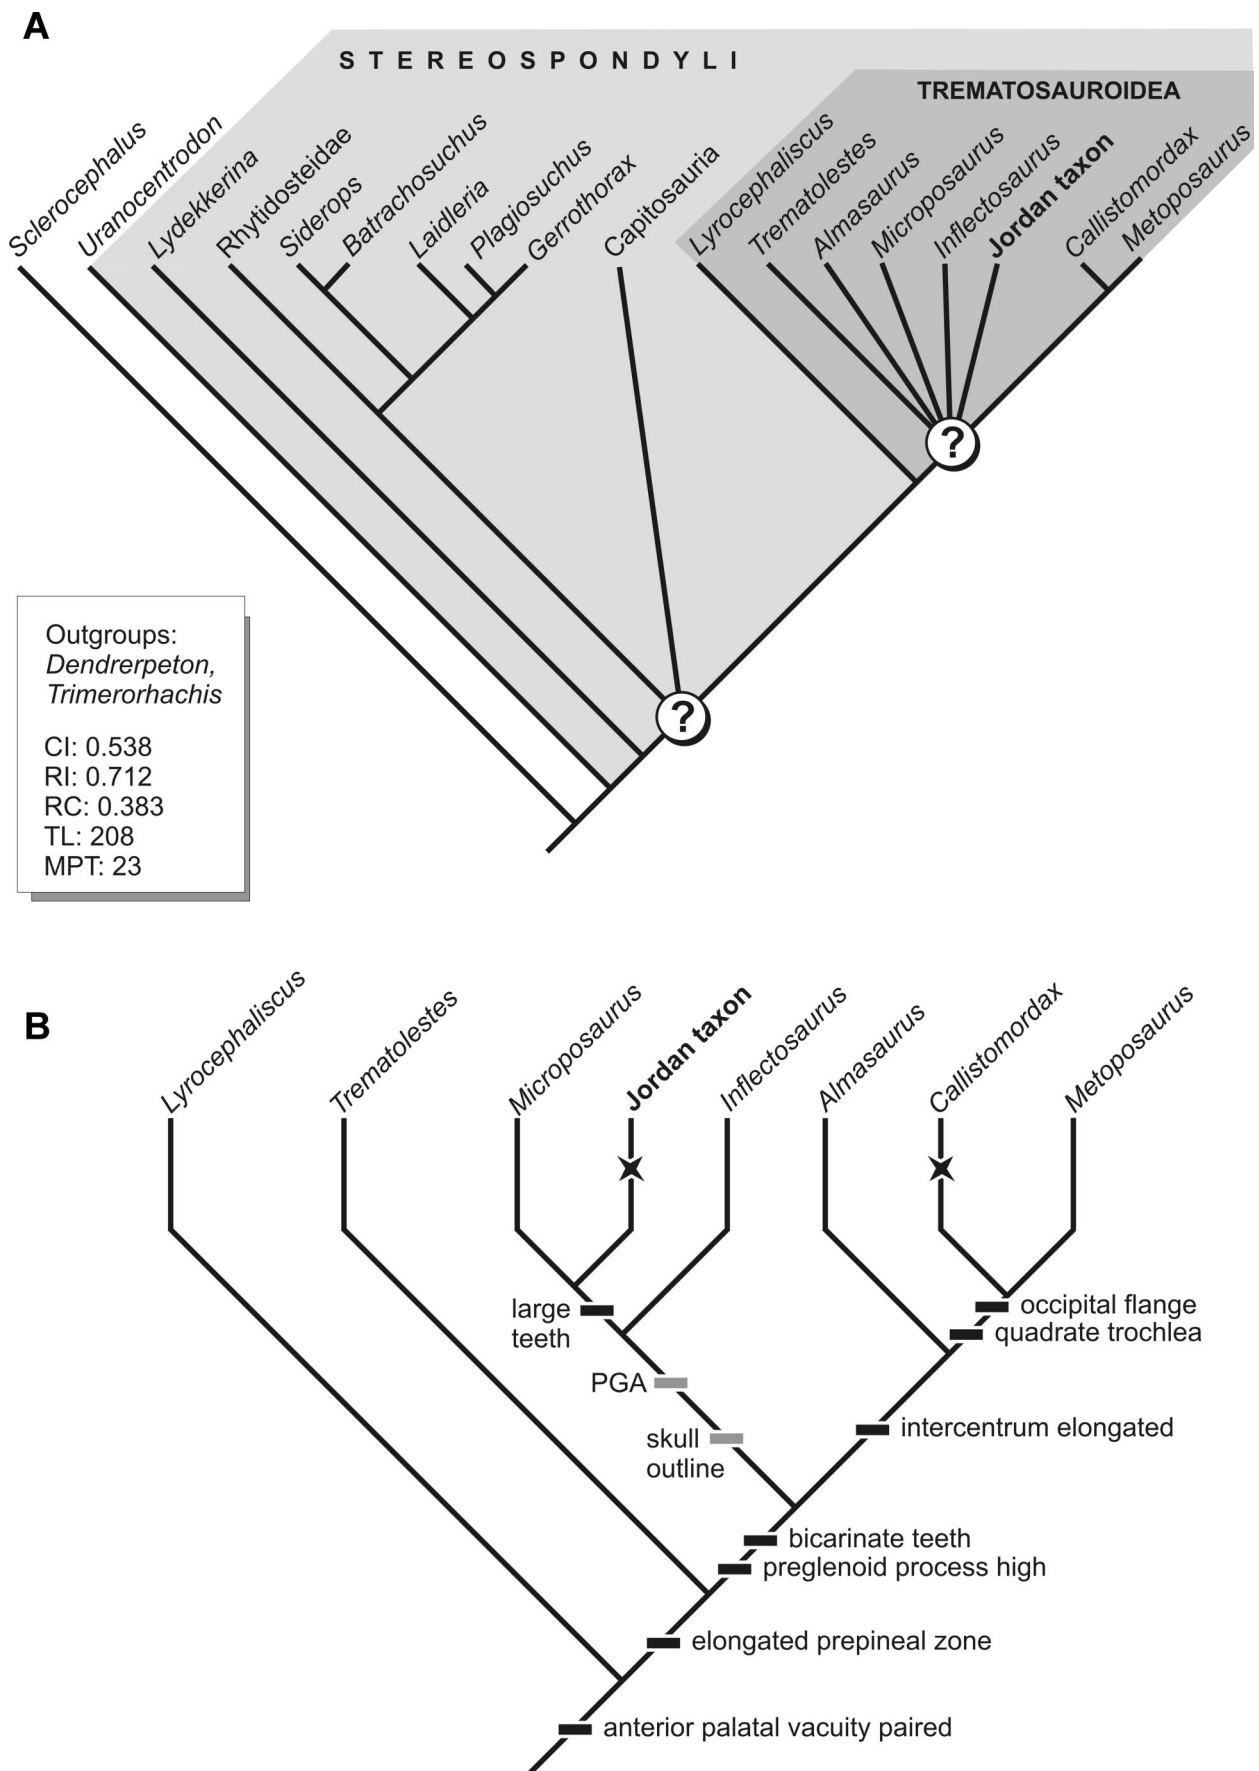 A
S T E R E O S P O N D Y L I
TREMATOSAUROIDEA
Sclerocephalus
Uranocentrodon
Lydekkerina
Rhytidosteidae
Siderops
Batrachosuchus
Laidleria
Plagiosuchus
Gerrothorax
Capitosauria
Lyrocephaliscus
Trematolestes
Almasaurus
Microposaurus
Inflectosaurus
Jordan taxon
Callistomordax
Metoposaurus
?
?
Outgroups:
Dendrerpeton,
Trimerorhachis
CI: 0.538
RI: 0.712
RC: 0.383
TL: 208
MPT: 23
B
Lyrocephaliscus
Trematolestes
Microposaurus
Jordan taxon
Inflectosaurus
Almasaurus
Callistomordax
Metoposaurus
large
teeth
occipital flange
quadrate trochlea
PGA
skull
outline
intercentrum elongated
bicarinate teeth
preglenoid process high
elongated prepineal zone
anterior palatal vacuity paired